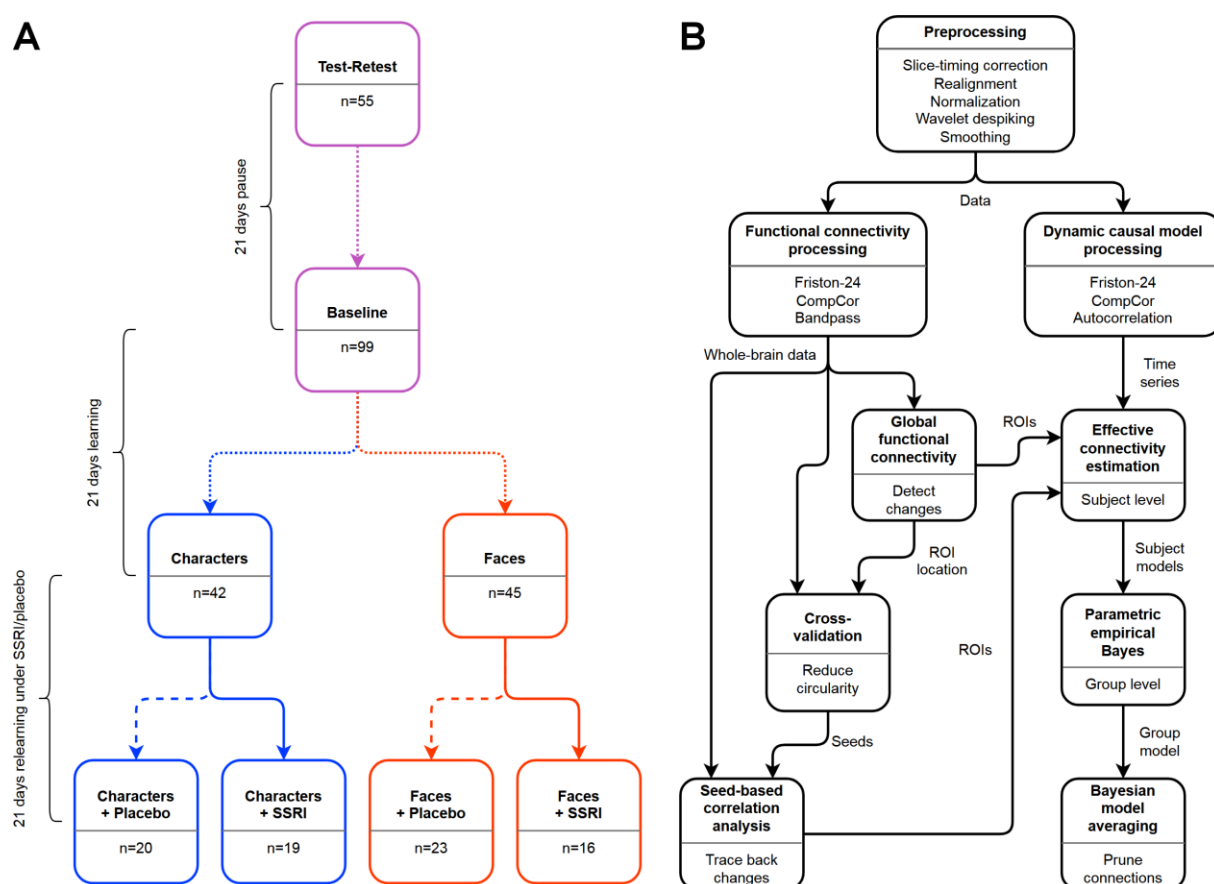 A
Test-Retest
n=55
21 days pause
Baseline
n=99
21 days learning
Characters
n=42
Faces
n=45
21 days relearning under SSRI/placebo
Characters
+ Placebo
n=20
Characters
+ SSRI
n=19
Faces
+ Placebo
n=23
Faces
+ SSRI
n=16
B
Preprocessing
Slice-timing correction
Realignment
Normalization
Wavelet despiking
Smoothing
Data
Functional connectivity
processing
Friston-24
CompCor
Bandpass
Dynamic causal model
processing
Friston-24
CompCor
Autocorrelation
Whole-brain data
Time
series
Global
functional
connectivity
Detect
changes
ROIs
Effective
connectivity
estimation
Subject level
ROI
location
Subject
models
Cross-
validation
Reduce
circularity
ROIs
Parametric
empirical
Bayes
Group level
Seeds
Group
model
Seed-based
correlation
analysis
Trace back
changes
Bayesian
model
averaging
Prune
connections